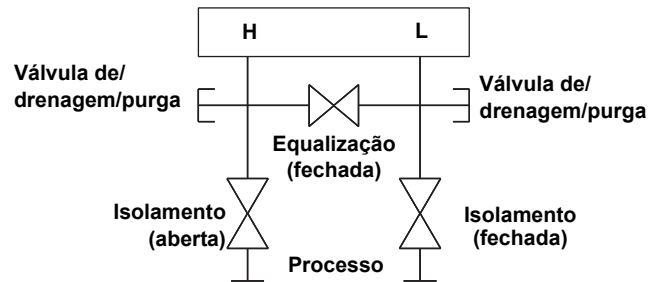 H
L
Válvula de/
drenagem/purga
Válvula de/
drenagem/purga
Equalização
(fechada)
Isolamento
(aberta)
Isolamento
(fechada)
Processo